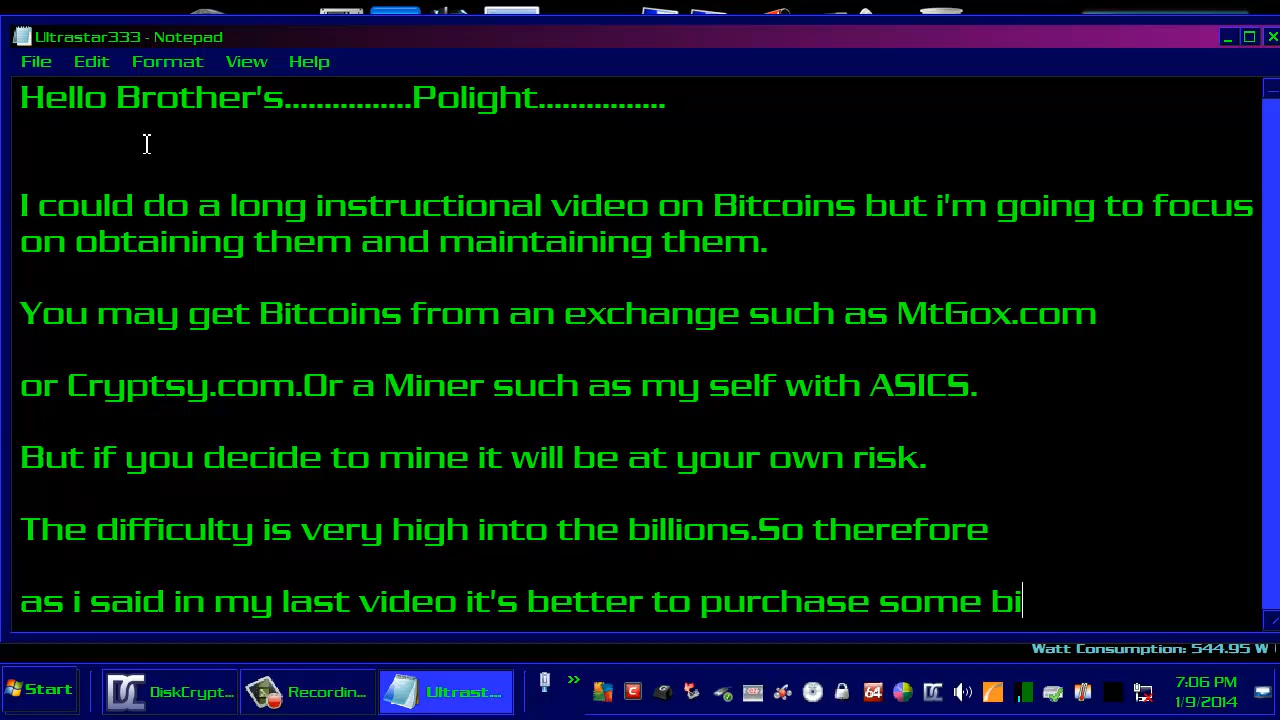 Ultrastar333 - Notepad
File Edit Format View Help
Hello Brother's................Polight................
I could do a long instructional video on Bitcoins but i'm going to focus
on obtaining them and maintaining them.
You may get Bitcoins from an exchange such as MtGox.com
or Cryptsy.com.Or a Miner such as my self with ASICS.
But if you decide to mine it will be at your own risk.
The difficulty is very high into the billions.So therefore
as i said in my last video it's better to purchase some bi
Watt Consumption: 544.95 W
Start DiskCrypt... Recordin... Ultrast... 64 7:06 PM
1/9/2014